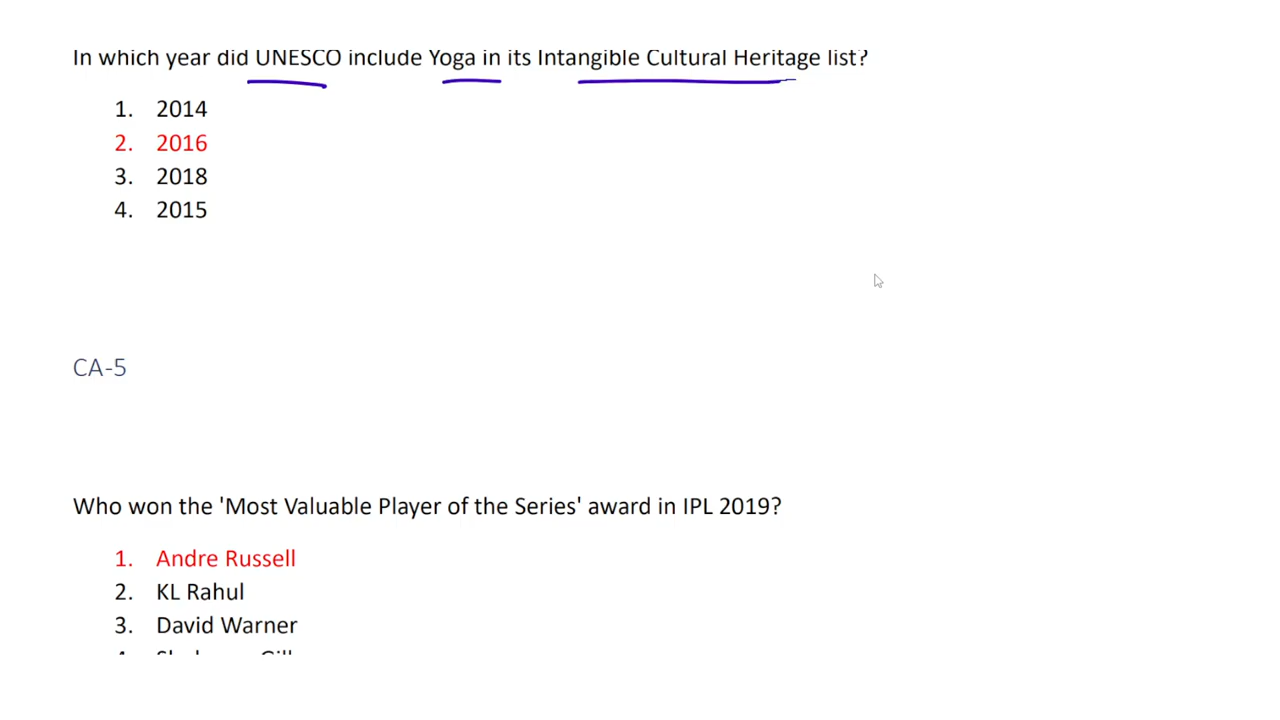 In which year did UNESCO include Yoga in its Intangible Cultural Heritage list?
1. 2014
2. 2016
3. 2018
4. 2015
CA-5
Who won the 'Most Valuable Player of the Series' award in IPL 2019?
1. Andre Russell
2. KL Rahul
3. David Warner